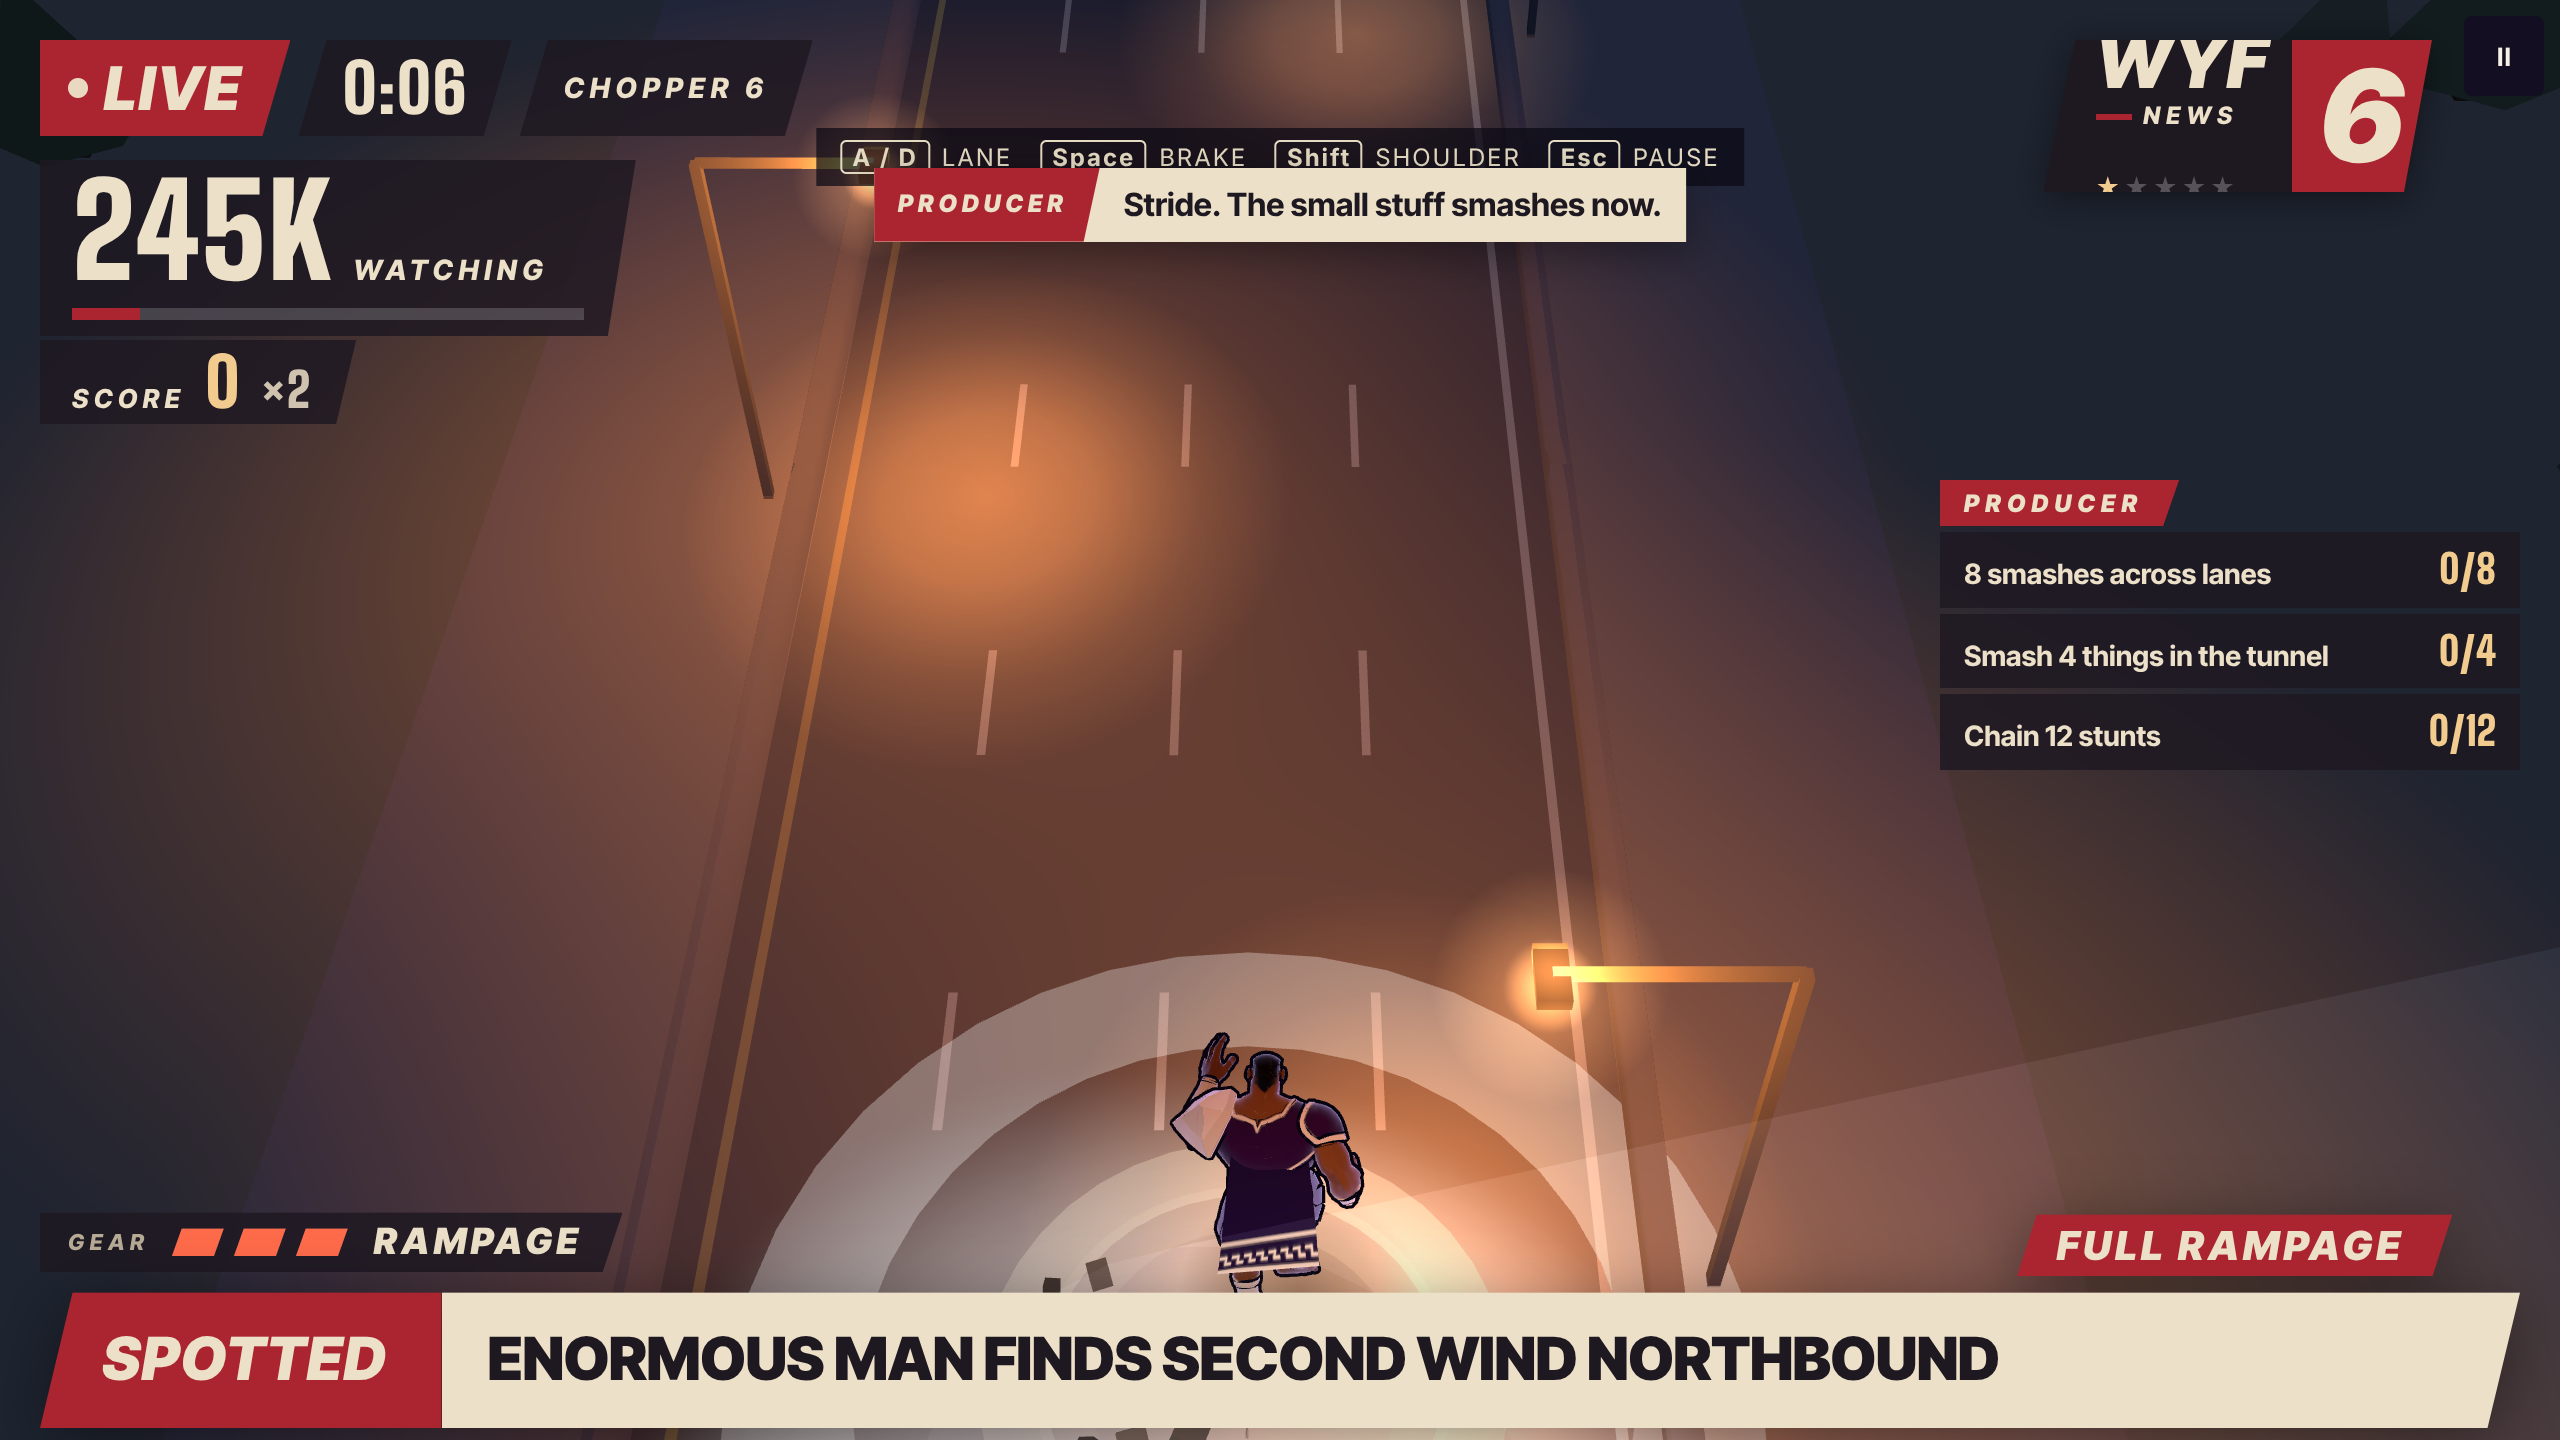 LIVE
0:06
CHOPPER 6
WYF
NEWS
6
245K WATCHING
SCORE 0 ×2
A / D LANE Space BRAKE Shift SHOULDER Esc PAUSE
PRODUCER Stride. The small stuff smashes now.
PRODUCER
8 smashes across lanes 0/8
Smash 4 things in the tunnel 0/4
Chain 12 stunts 0/12
GEAR RAMPAGE
FULL RAMPAGE
SPOTTED ENORMOUS MAN FINDS SECOND WIND NORTHBOUND